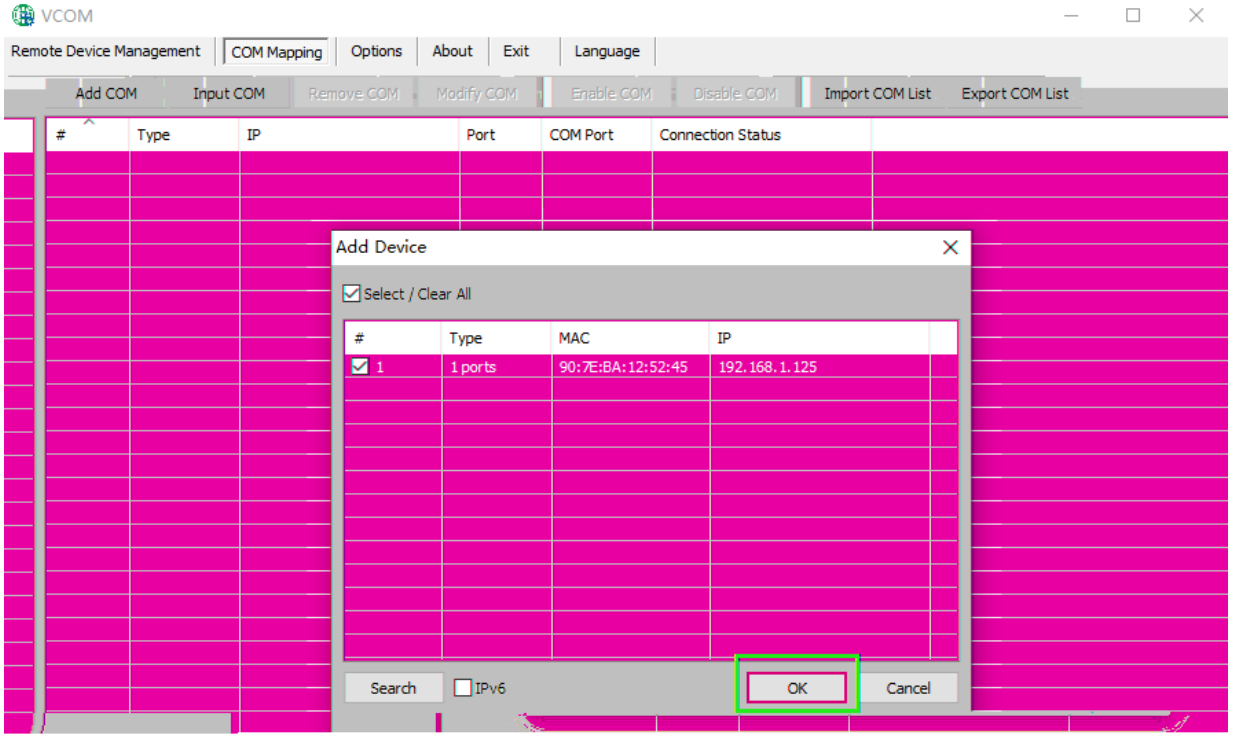 VCOM
Remote Device Management COM Mapping Options About Exit Language
Add COM Input COM Remove COM Modify COM Enable COM Disable COM Import COM List Export COM List
# Type IP Port COM Port Connection Status
Add Device
Select / Clear All
# Type MAC IP
1 1 ports 90:7E:BA:12:52:45 192.168.1.125
Search IPv6 OK Cancel